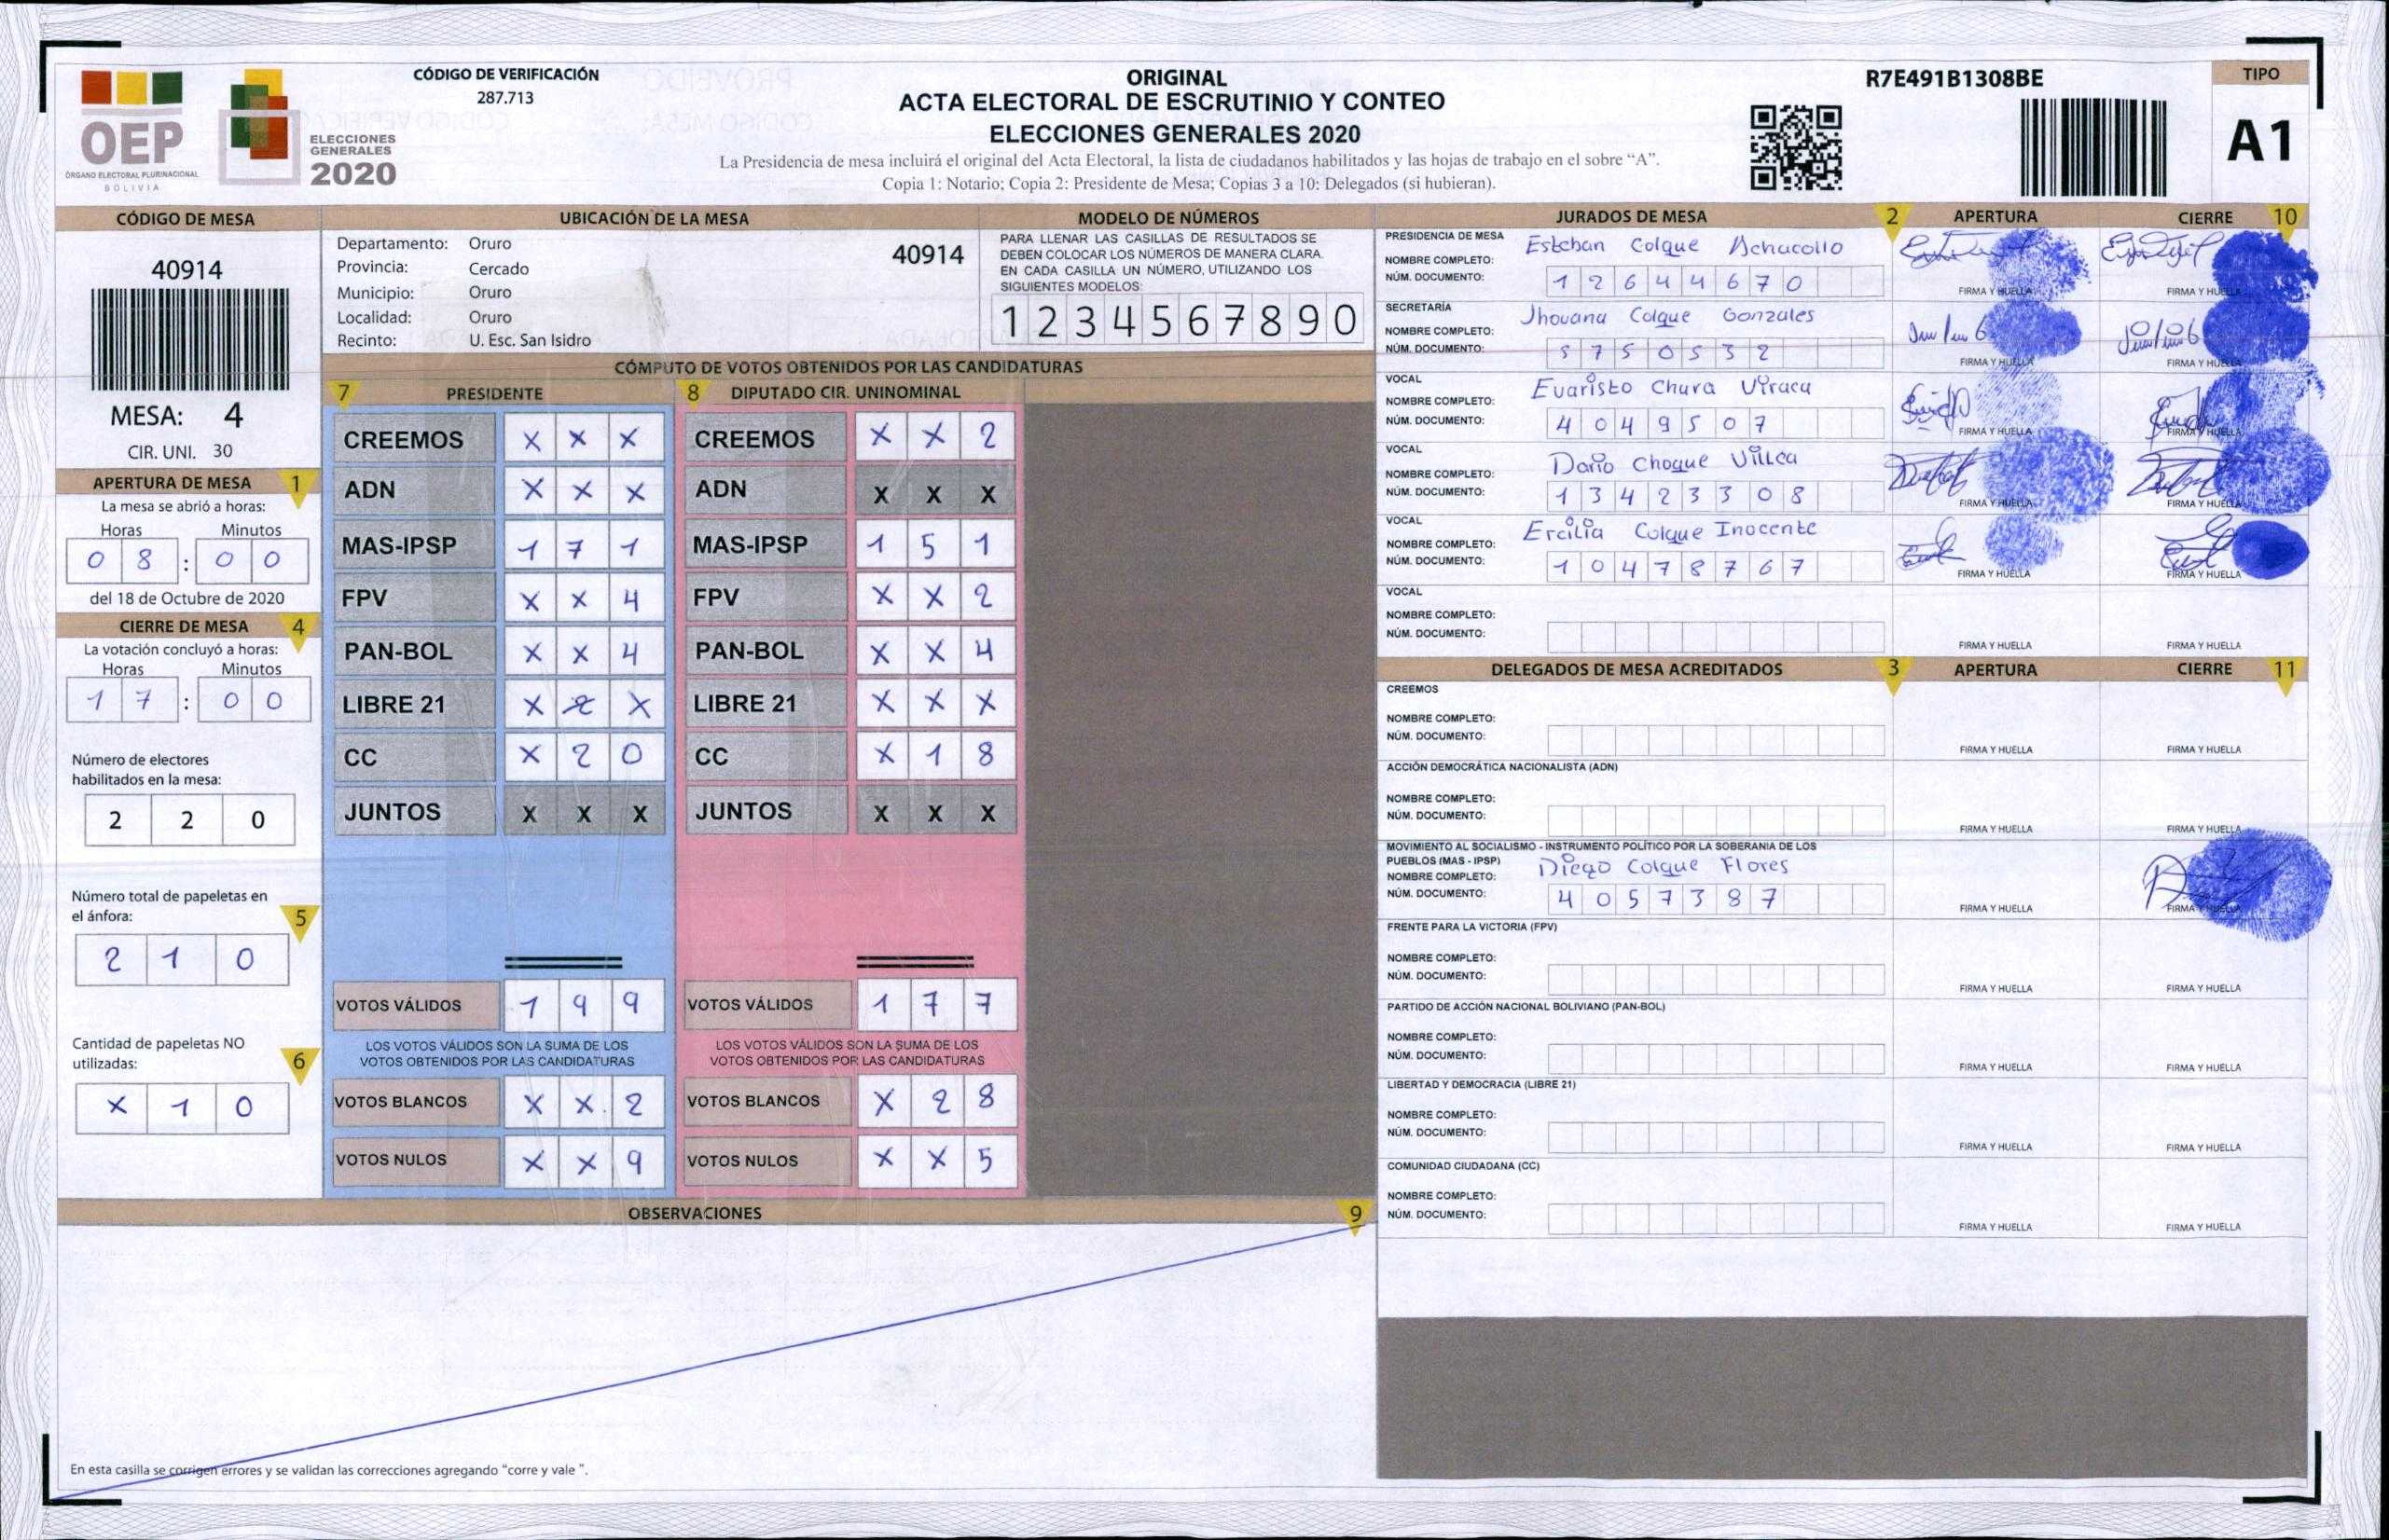 OEP
ÓRGANO ELECTORAL PLURINACIONAL
BOLIVIA
ELECCIONES
GENERALES
2020
CÓDIGO DE VERIFICACIÓN
287.713
ORIGINAL
ACTA ELECTORAL DE ESCRUTINIO Y CONTEO
ELECCIONES GENERALES 2020
La Presidencia de mesa incluirá el original del Acta Electoral, la lista de ciudadanos habilitados y las hojas de trabajo en el sobre “A”.
Copia 1: Notario; Copia 2: Presidente de Mesa; Copias 3 a 10: Delegados (si hubieran).
R7E491B1308BE
TIPO
A1
CÓDIGO DE MESA
40914
MESA: 4
CIR. UNI. 30
APERTURA DE MESA 1
La mesa se abrió a horas:
Horas Minutos
0 8 : 0 0
del 18 de Octubre de 2020
CIERRE DE MESA 4
La votación concluyó a horas:
Horas Minutos
1 7 : 0 0
Número de electores
habilitados en la mesa:
2 2 0
Número total de papeletas en
el ánfora: 5
2 1 0
Cantidad de papeletas NO
utilizadas: 6
X 1 0
UBICACIÓN DE LA MESA
Departamento: Oruro 40914
Provincia: Cercado
Municipio: Oruro
Localidad: Oruro
Recinto: U. Esc. San Isidro
MODELO DE NÚMEROS
PARA LLENAR LAS CASILLAS DE RESULTADOS SE
DEBEN COLOCAR LOS NÚMEROS DE MANERA CLARA.
EN CADA CASILLA UN NÚMERO, UTILIZANDO LOS
SIGUIENTES MODELOS:
1 2 3 4 5 6 7 8 9 0
CÓMPUTO DE VOTOS OBTENIDOS POR LAS CANDIDATURAS
7 PRESIDENTE
CREEMOS X X X
ADN X X X
MAS-IPSP 1 7 1
FPV X X 4
PAN-BOL X X 4
LIBRE 21 X X X
CC X 2 0
JUNTOS X X X
VOTOS VÁLIDOS 1 9 9
LOS VOTOS VÁLIDOS SON LA SUMA DE LOS
VOTOS OBTENIDOS POR LAS CANDIDATURAS
VOTOS BLANCOS X X 2
VOTOS NULOS X X 9
8 DIPUTADO CIR. UNINOMINAL
CREEMOS X X 2
ADN X X X
MAS-IPSP 1 5 1
FPV X X 2
PAN-BOL X X 4
LIBRE 21 X X X
CC X 1 8
JUNTOS X X X
VOTOS VÁLIDOS 1 7 7
LOS VOTOS VÁLIDOS SON LA SUMA DE LOS
VOTOS OBTENIDOS POR LAS CANDIDATURAS
VOTOS BLANCOS X 2 8
VOTOS NULOS X X 5
OBSERVACIONES 9
En esta casilla se corrigen errores y se validan las correcciones agregando “corre y vale ”.
JURADOS DE MESA 2 APERTURA CIERRE 10
PRESIDENCIA DE MESA Esteban Colque Achacollo
NOMBRE COMPLETO:
NÚM. DOCUMENTO: 1 2 6 4 4 6 7 0
FIRMA Y HUELLA FIRMA Y HUELLA
SECRETARÍA Jhovana Colque Gonzales
NOMBRE COMPLETO:
NÚM. DOCUMENTO: 5 7 5 0 5 3 2
FIRMA Y HUELLA FIRMA Y HUELLA
VOCAL Evaristo Chura Viraca
NOMBRE COMPLETO:
NÚM. DOCUMENTO: 4 0 4 9 5 0 7
FIRMA Y HUELLA FIRMA Y HUELLA
VOCAL Dario Choque Villca
NOMBRE COMPLETO:
NÚM. DOCUMENTO: 1 3 4 2 3 3 0 8
FIRMA Y HUELLA FIRMA Y HUELLA
VOCAL Ercilia Colque Inocente
NOMBRE COMPLETO:
NÚM. DOCUMENTO: 1 0 4 7 8 7 6 7
FIRMA Y HUELLA FIRMA Y HUELLA
VOCAL
NOMBRE COMPLETO:
NÚM. DOCUMENTO:
FIRMA Y HUELLA FIRMA Y HUELLA
DELEGADOS DE MESA ACREDITADOS 3 APERTURA CIERRE 11
CREEMOS
NOMBRE COMPLETO:
NÚM. DOCUMENTO:
FIRMA Y HUELLA FIRMA Y HUELLA
ACCIÓN DEMOCRÁTICA NACIONALISTA (ADN)
NOMBRE COMPLETO:
NÚM. DOCUMENTO:
FIRMA Y HUELLA FIRMA Y HUELLA
MOVIMIENTO AL SOCIALISMO - INSTRUMENTO POLÍTICO POR LA SOBERANIA DE LOS
PUEBLOS (MAS - IPSP) Diego Colque Flores
NOMBRE COMPLETO:
NÚM. DOCUMENTO: 4 0 5 7 3 8 7
FIRMA Y HUELLA FIRMA Y HUELLA
FRENTE PARA LA VICTORIA (FPV)
NOMBRE COMPLETO:
NÚM. DOCUMENTO:
FIRMA Y HUELLA FIRMA Y HUELLA
PARTIDO DE ACCIÓN NACIONAL BOLIVIANO (PAN-BOL)
NOMBRE COMPLETO:
NÚM. DOCUMENTO:
FIRMA Y HUELLA FIRMA Y HUELLA
LIBERTAD Y DEMOCRACIA (LIBRE 21)
NOMBRE COMPLETO:
NÚM. DOCUMENTO:
FIRMA Y HUELLA FIRMA Y HUELLA
COMUNIDAD CIUDADANA (CC)
NOMBRE COMPLETO:
NÚM. DOCUMENTO:
FIRMA Y HUELLA FIRMA Y HUELLA